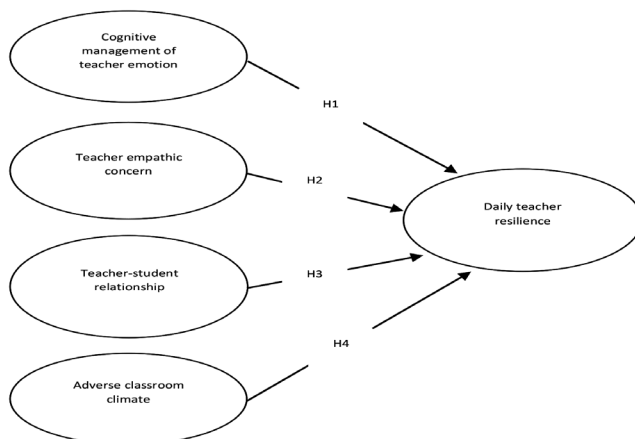 Cognitive
management of
teacher emotion
H1
Teacher empathic
concern
H2
Daily teacher
resilience
Teacher-student
relationship
H3
H4
Adverse classroom
climate